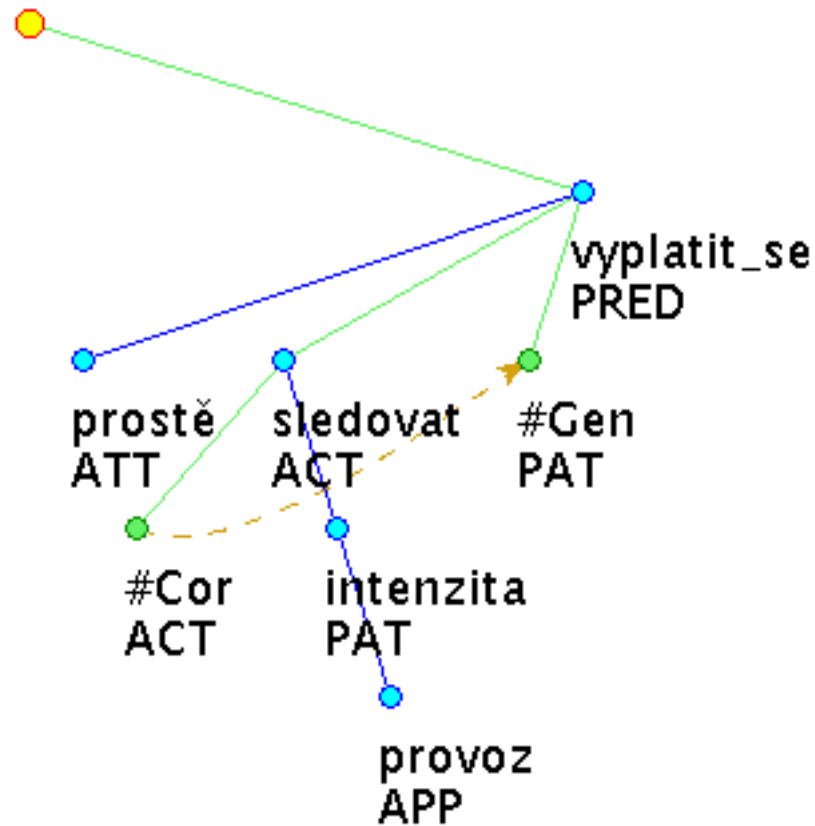 vyplatit_se
PRED
prostě
ATT
sledovat
ACT
#Gen
PAT
#Cor
ACT
intenzita
PAT
provoz
APP